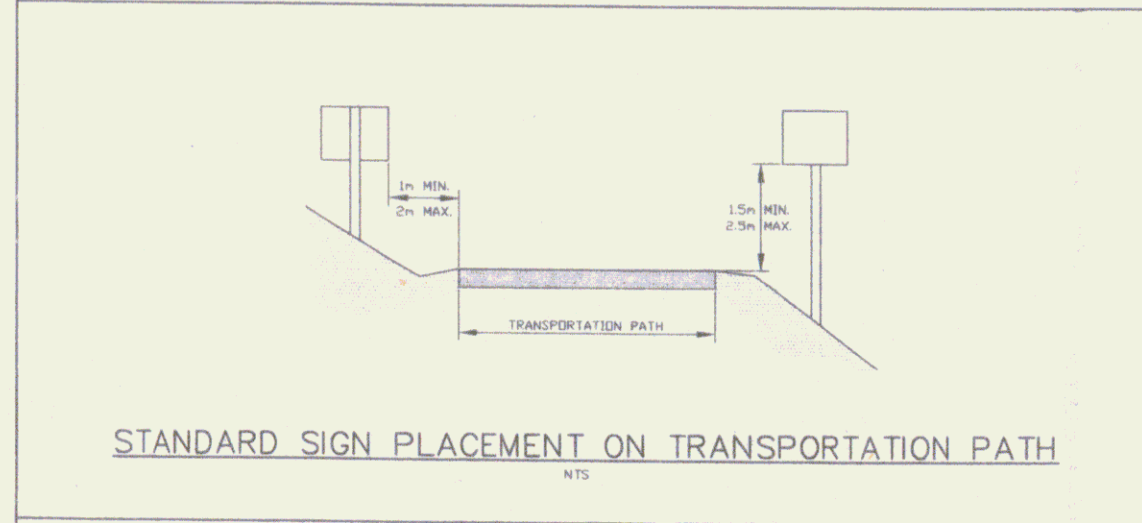 1m MIN.
2m MAX.
1.5m MIN.
2.5m MAX.
TRANSPORTATION PATH
STANDARD SIGN PLACEMENT ON TRANSPORTATION PATH
NTS